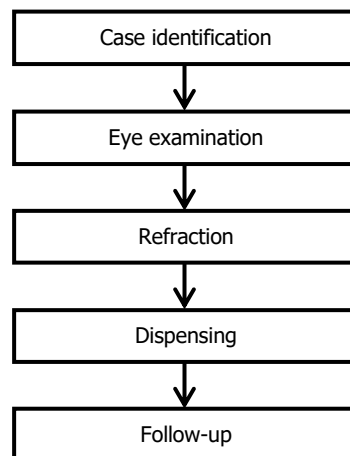 Case identification
Eye examination
Refraction
Dispensing
Follow-up